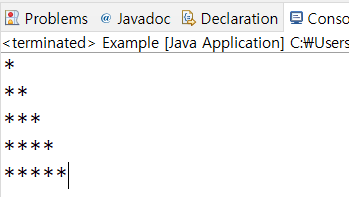 Problems @ Javadoc Declaration Conso
<terminated> Example [Java Application] C:₩Users
*
**
***
****
*****